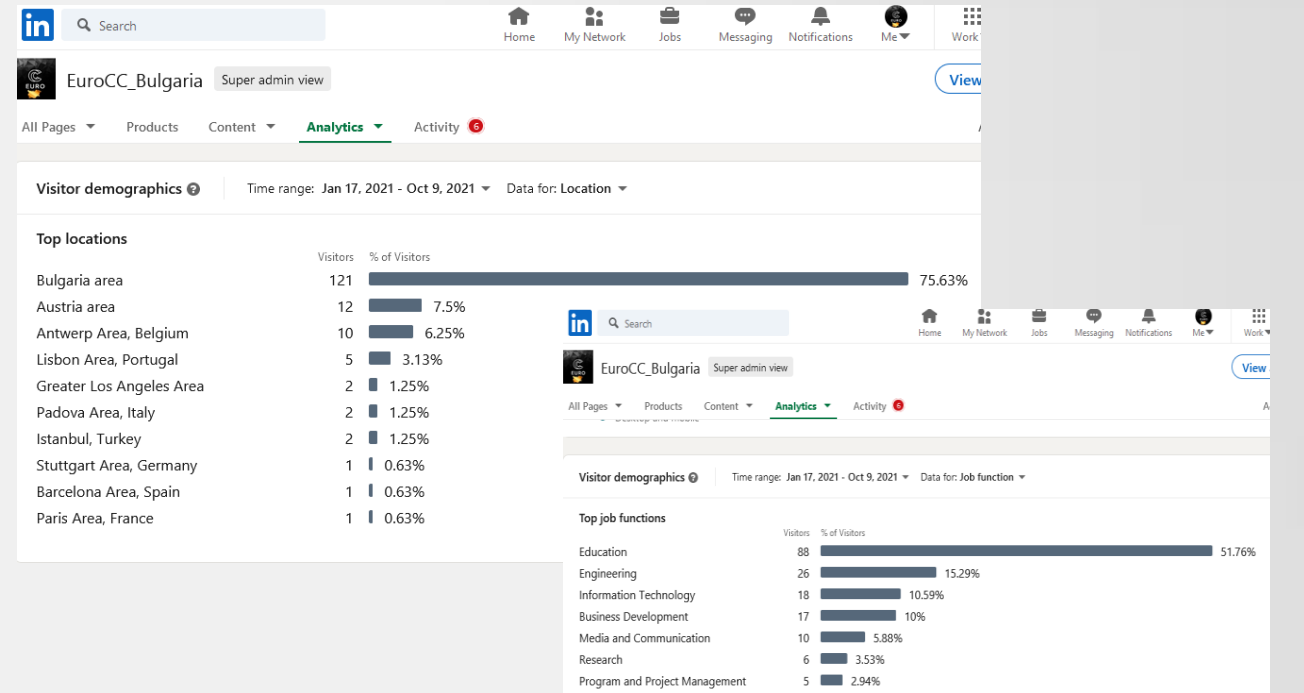 in Search
Home My Network Jobs Messaging Notifications Me Work
EURO
EuroCC_Bulgaria Super admin view View
All Pages Products Content Analytics Activity 6
Visitor demographics ? Time range: Jan 17, 2021 - Oct 9, 2021 Data for: Location
Top locations
Visitors % of Visitors
Bulgaria area 121 75.63%
Austria area 12 7.5%
Antwerp Area, Belgium 10 6.25%
Lisbon Area, Portugal 5 3.13%
Greater Los Angeles Area 2 1.25%
Padova Area, Italy 2 1.25%
Istanbul, Turkey 2 1.25%
Stuttgart Area, Germany 1 0.63%
Barcelona Area, Spain 1 0.63%
Paris Area, France 1 0.63%
in Search
Home My Network Jobs Messaging Notifications Me Work
EURO
EuroCC_Bulgaria Super admin view View
All Pages Products Content Analytics Activity 6
Desktop and mobile
Visitor demographics ? Time range: Jan 17, 2021 - Oct 9, 2021 Data for: Job function
Top job functions
Visitors % of Visitors
Education 88 51.76%
Engineering 26 15.29%
Information Technology 18 10.59%
Business Development 17 10%
Media and Communication 10 5.88%
Research 6 3.53%
Program and Project Management 5 2.94%